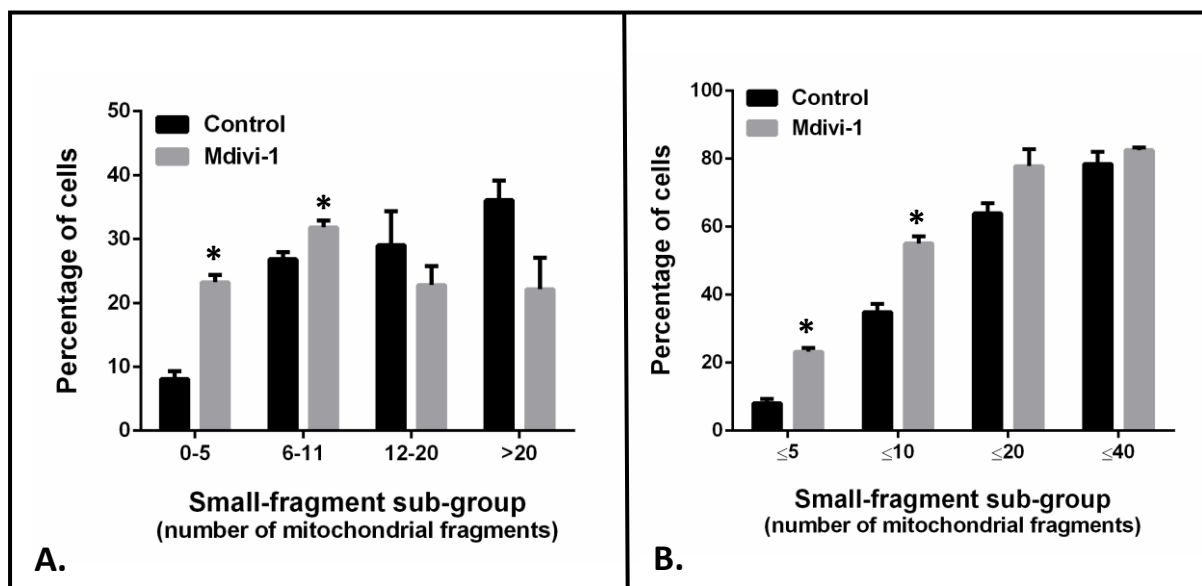 50
40
30
20
10
0
Percentage of cells
Control
Mdivi-1
*
*
0-5 6-11 12-20 >20
Small-fragment sub-group
(number of mitochondrial fragments)
A.
100
80
60
40
20
0
Percentage of cells
Control
Mdivi-1
*
*
≤5 ≤10 ≤20 ≤40
Small-fragment sub-group
(number of mitochondrial fragments)
B.